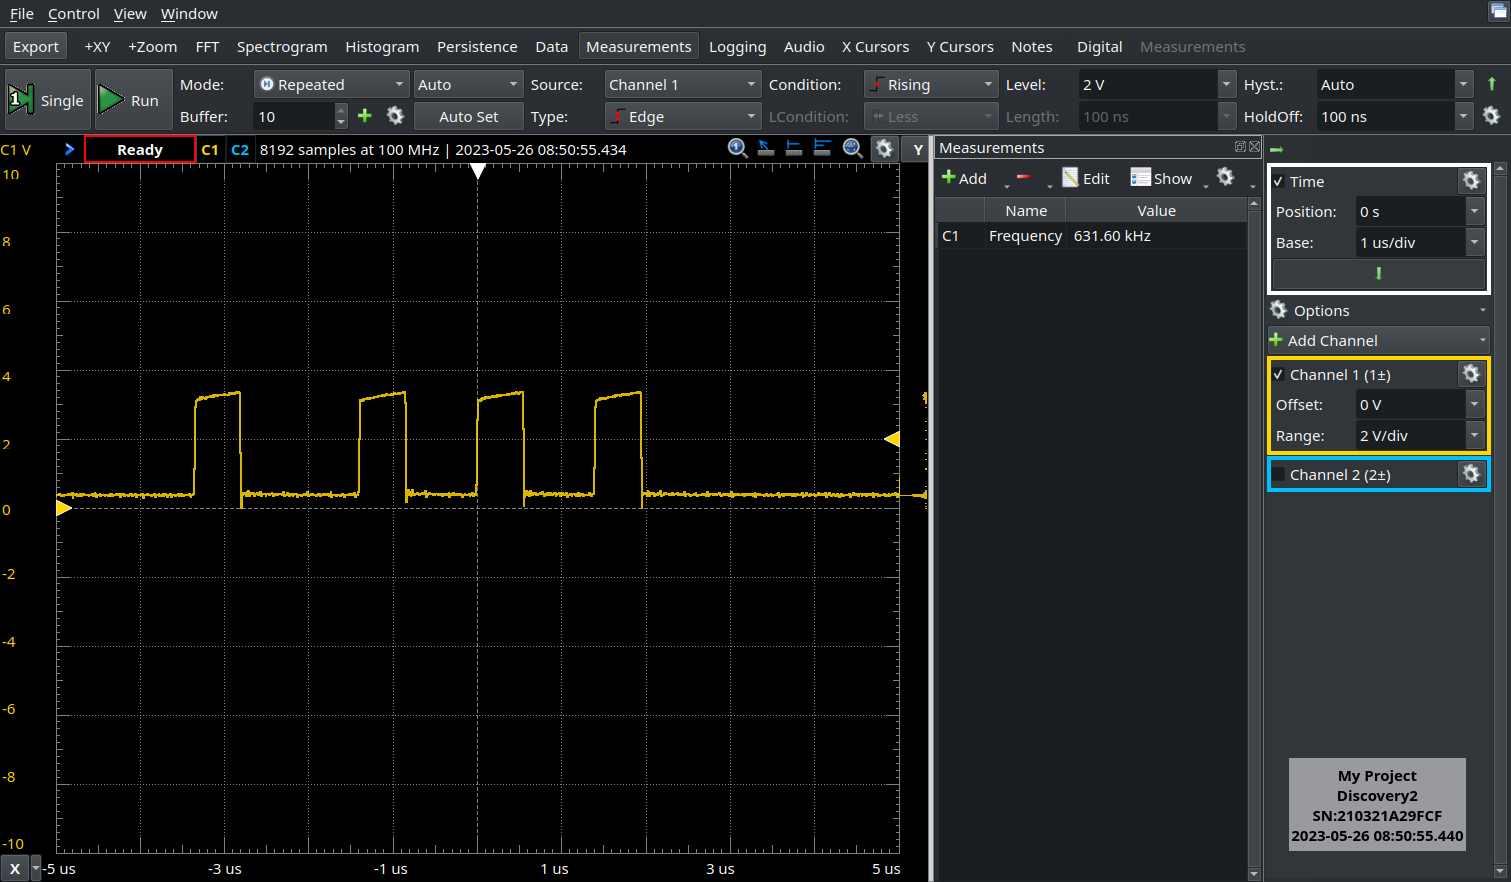 File Control View Window
Export +XY +Zoom FFT Spectrogram Histogram Persistence Data Measurements Logging Audio X Cursors Y Cursors Notes Digital Measurements
1 Single Run Mode: Repeated Auto Source: Channel 1 Condition: Rising Level: 2 V Hyst.: Auto
Buffer: 10 Auto Set Type: Edge LCondition: Less Length: 100 ns HoldOff: 100 ns
C1 V Ready C1 C2 8192 samples at 100 MHz | 2023-05-26 08:50:55.434 Y
10
8
6
4
2
0
-2
-4
-6
-8
-10
X -5 us -3 us -1 us 1 us 3 us 5 us
Measurements
Add Edit Show
Name Value
C1 Frequency 631.60 kHz
Time
Position: 0 s
Base: 1 us/div
Options
Add Channel
Channel 1 (1±)
Offset: 0 V
Range: 2 V/div
Channel 2 (2±)
My Project
Discovery2
SN:210321A29FCF
2023-05-26 08:50:55.440